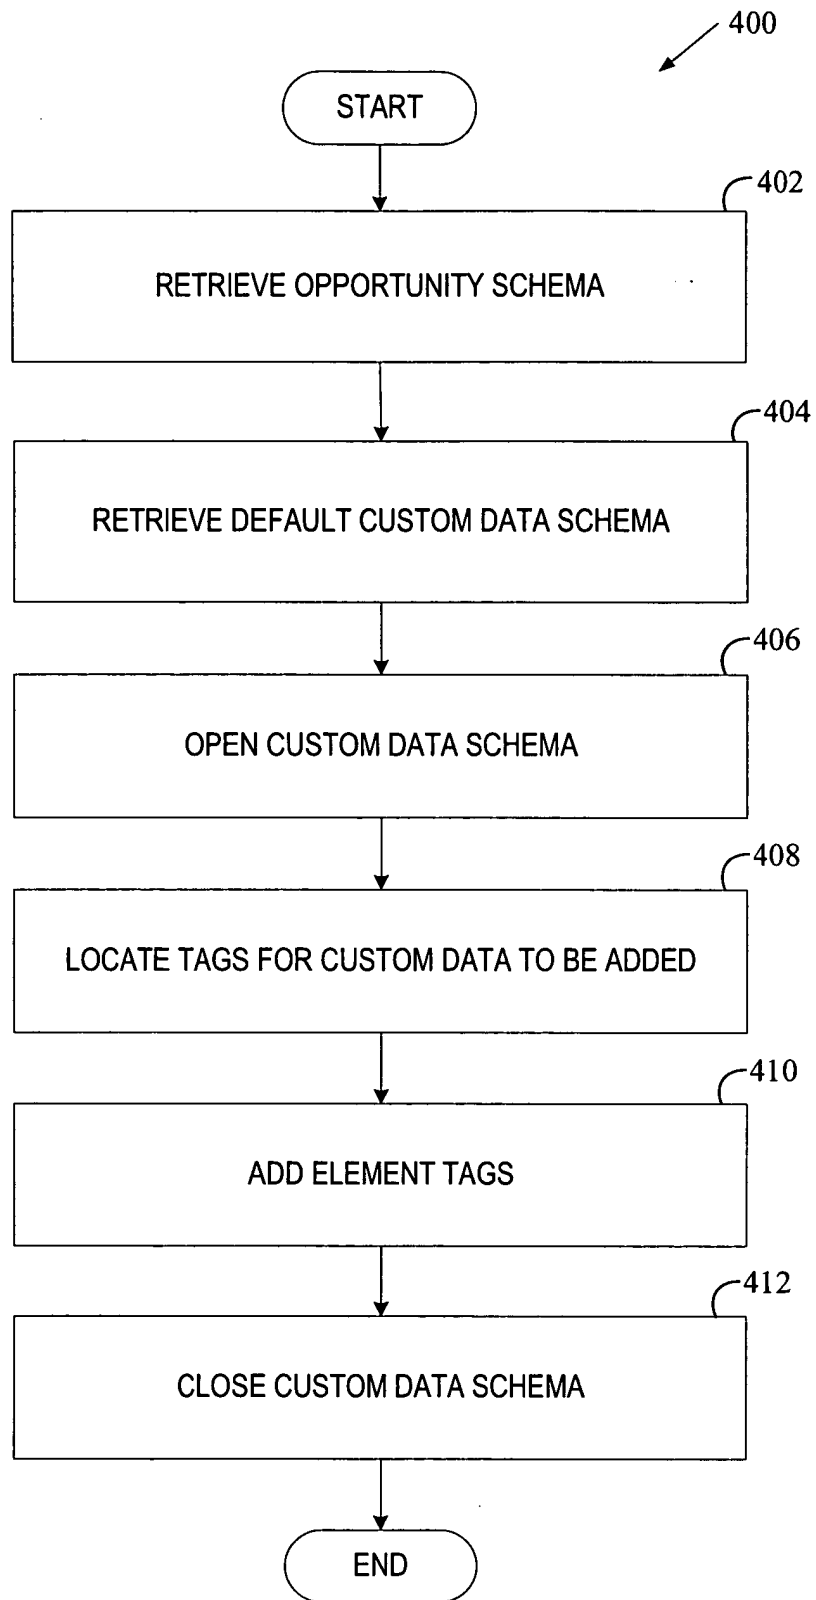 400
START
402
RETRIEVE OPPORTUNITY SCHEMA
404
RETRIEVE DEFAULT CUSTOM DATA SCHEMA
406
OPEN CUSTOM DATA SCHEMA
408
LOCATE TAGS FOR CUSTOM DATA TO BE ADDED
410
ADD ELEMENT TAGS
412
CLOSE CUSTOM DATA SCHEMA
END